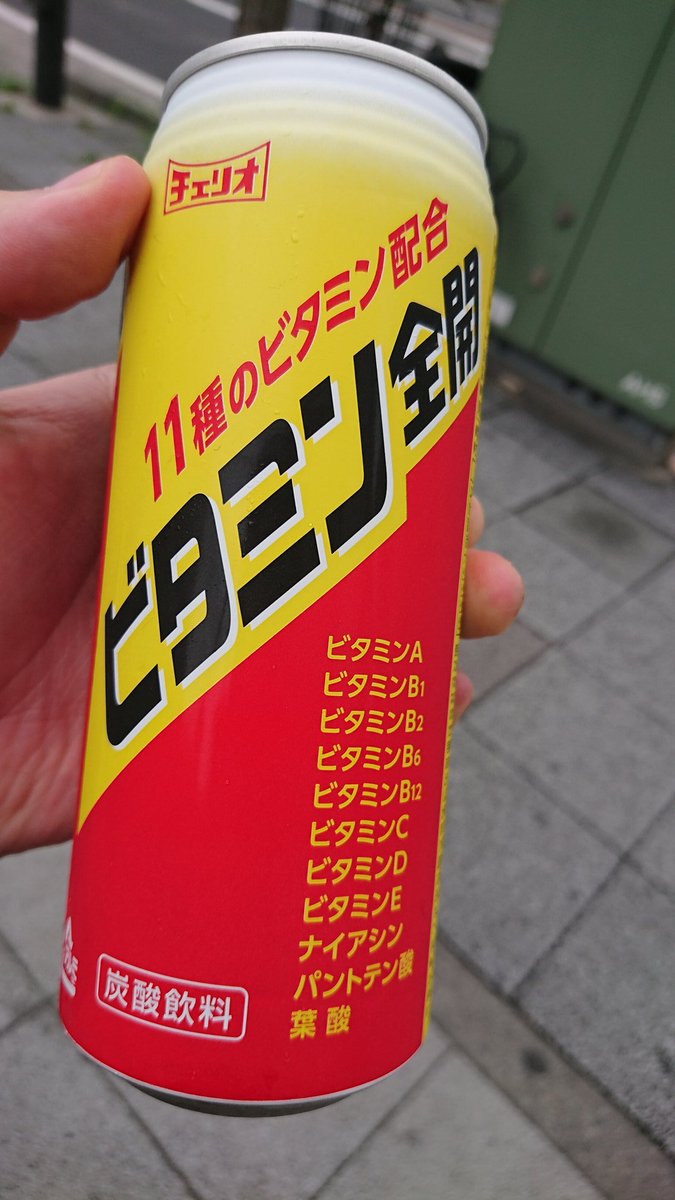 チェリオ
11種のビタミン配合
ビタミン全開
ビタミンA
ビタミンB1
ビタミンB2
ビタミンB6
ビタミンB12
ビタミンC
ビタミンD
ビタミンE
ナイアシン
パントテン酸
葉酸
炭酸飲料